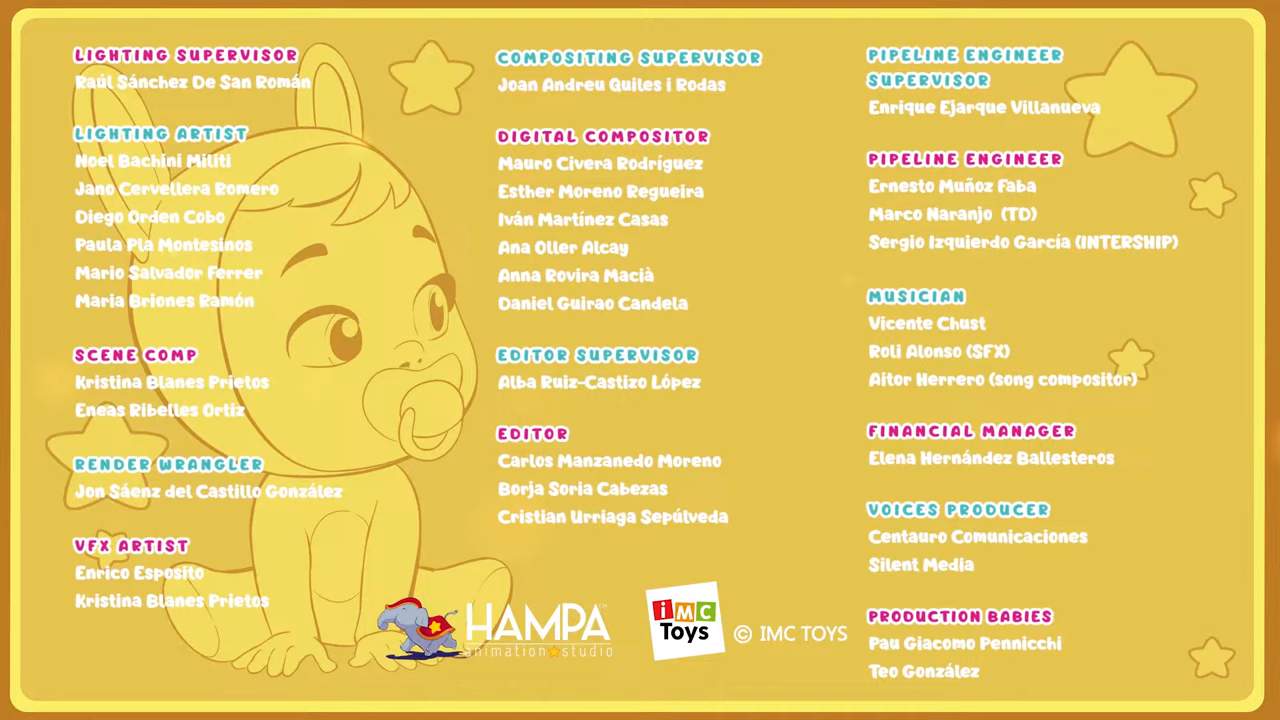 LIGHTING SUPERVISOR
Raúl Sánchez De San Román
LIGHTING ARTIST
Noel Bachini Militi
Jano Cervellera Romero
Diego Orden Cobo
Paula Pla Montesinos
Mario Salvador Ferrer
Maria Briones Ramón
SCENE COMP
Kristina Blanes Prietos
Eneas Ribelles Ortiz
RENDER WRANGLER
Jon Sáenz del Castillo González
VFX ARTIST
Enrico Esposito
Kristina Blanes Prietos
COMPOSITING SUPERVISOR
Joan Andreu Quiles i Rodas
DIGITAL COMPOSITOR
Mauro Civera Rodríguez
Esther Moreno Regueira
Iván Martínez Casas
Ana Oller Alcay
Anna Rovira Macià
Daniel Guirao Candela
EDITOR SUPERVISOR
Alba Ruiz-Castizo López
EDITOR
Carlos Manzanedo Moreno
Borja Soria Cabezas
Cristian Urriaga Sepúlveda
HAMPA™
animation studio
iMC
Toys
© IMC TOYS
PIPELINE ENGINEER
SUPERVISOR
Enrique Ejarque Villanueva
PIPELINE ENGINEER
Ernesto Muñoz Faba
Marco Naranjo (TD)
Sergio Izquierdo García (INTERSHIP)
MUSICIAN
Vicente Chust
Roli Alonso (SFX)
Aitor Herrero (song compositor)
FINANCIAL MANAGER
Elena Hernández Ballesteros
VOICES PRODUCER
Centauro Comunicaciones
Silent Media
PRODUCTION BABIES
Pau Giacomo Pennicchi
Teo González